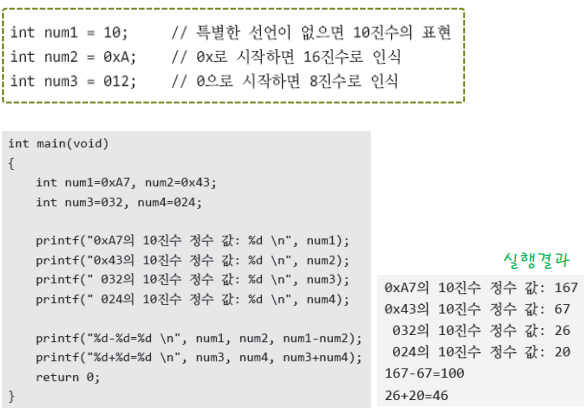 int num1 = 10;     // 특별한 선언이 없으면 10진수의 표현
int num2 = 0xA;    // 0x로 시작하면 16진수로 인식
int num3 = 012;    // 0으로 시작하면 8진수로 인식
int main(void)
{
    int num1=0xA7, num2=0x43;
    int num3=032, num4=024;
    printf("0xA7의 10진수 정수 값: %d \n", num1);
    printf("0x43의 10진수 정수 값: %d \n", num2);
    printf(" 032의 10진수 정수 값: %d \n", num3);
    printf(" 024의 10진수 정수 값: %d \n", num4);
    printf("%d-%d=%d \n", num1, num2, num1-num2);
    printf("%d+%d=%d \n", num3, num4, num3+num4);
    return 0;
}
실행결과
0xA7의 10진수 정수 값: 167
0x43의 10진수 정수 값: 67
 032의 10진수 정수 값: 26
 024의 10진수 정수 값: 20
167-67=100
26+20=46